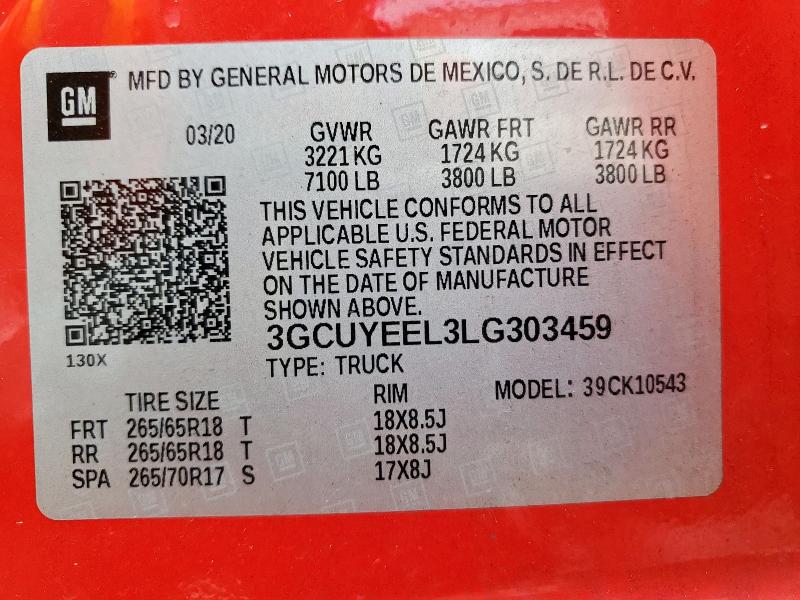 GM
MFD BY GENERAL MOTORS DE MEXICO, S. DE R.L. DE C.V.
03/20
GVWR GAWR FRT GAWR RR
3221 KG 1724 KG 1724 KG
7100 LB 3800 LB 3800 LB
THIS VEHICLE CONFORMS TO ALL
APPLICABLE U.S. FEDERAL MOTOR
VEHICLE SAFETY STANDARDS IN EFFECT
ON THE DATE OF MANUFACTURE
SHOWN ABOVE.
3GCUYEEL3LG303459
130X
TYPE: TRUCK
TIRE SIZE RIM MODEL: 39CK10543
FRT 265/65R18 T 18X8.5J
RR 265/65R18 T 18X8.5J
SPA 265/70R17 S 17X8J